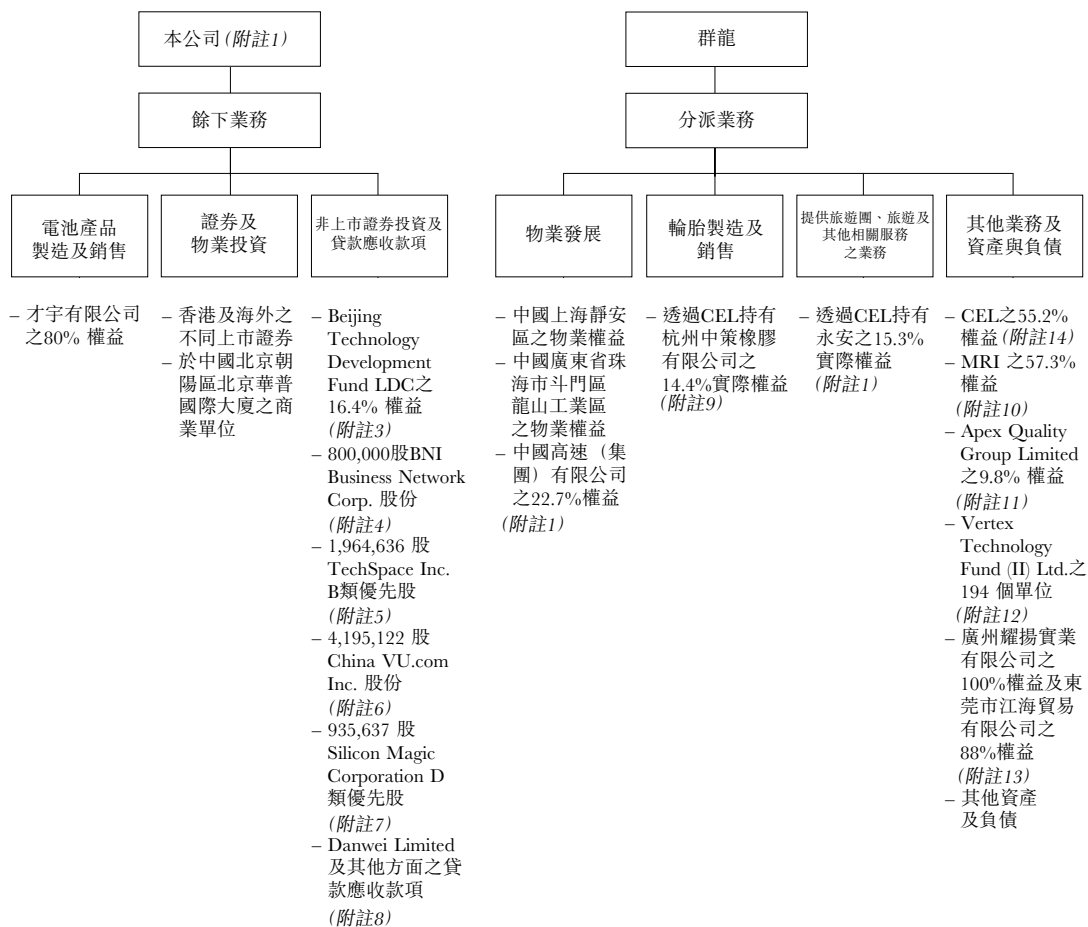 本公司(附註1)
餘下業務
電池產品
製造及銷售
– 才宇有限公司
之80% 權益
證券及
物業投資
– 香港及海外之
不同上市證券
– 於中國北京朝
陽區北京華普
國際大廈之商
業單位
非上市證券投資及
貸款應收款項
– Beijing
Technology
Development
Fund LDC之
16.4% 權益
(附註3)
– 800,000股BNI
Business Network
Corp. 股份
(附註4)
– 1,964,636 股
TechSpace Inc.
B類優先股
(附註5)
– 4,195,122 股
China VU.com
Inc. 股份
(附註6)
– 935,637 股
Silicon Magic
Corporation D
類優先股
(附註7)
– Danwei Limited
及其他方面之貸
款應收款項
(附註8)
群龍
分派業務
物業發展
– 中國上海靜安
區之物業權益
– 中國廣東省珠
海市斗門區
龍山工業區
之物業權益
– 中國高速（集
團）有限公司
之22.7%權益
(附註1)
輪胎製造及
銷售
– 透過CEL持有
杭州中策橡膠
有限公司之
14.4%實際權益
(附註9)
提供旅遊團、旅遊及
其他相關服務
之業務
– 透過CEL持有
永安之15.3%
實際權益
(附註1)
其他業務及
資產與負債
– CEL之55.2%
權益(附註14)
– MRI 之57.3%
權益
(附註10)
– Apex Quality
Group Limited
之9.8% 權益
(附註11)
– Vertex
Technology
Fund (II) Ltd.之
194 個單位
(附註12)
– 廣州耀揚實業
有限公司之
100%權益及東
莞市江海貿易
有限公司之
88%權益
(附註13)
– 其他資產
及負債